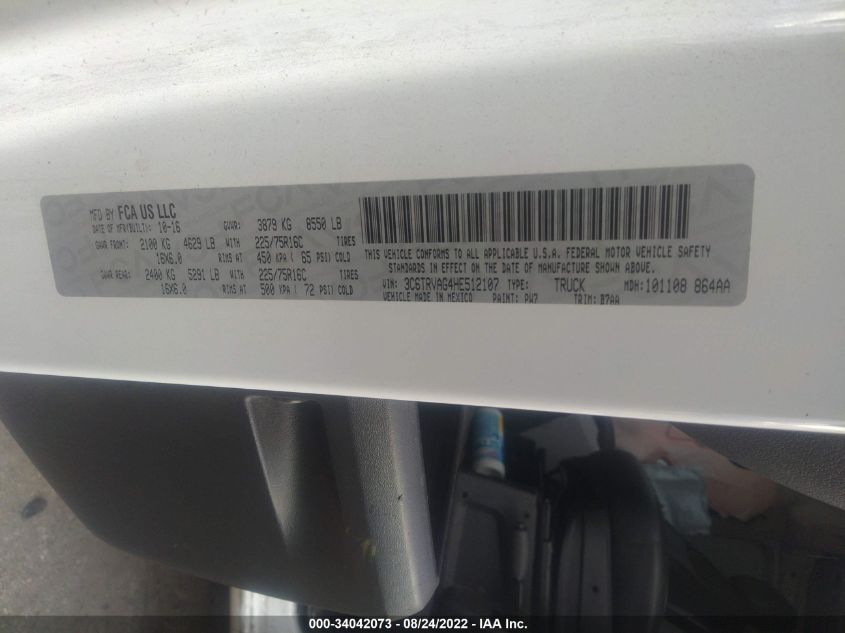 MFD BY FCA US LLC
DATE OF MFR(BUILT): 10-16 GVWR: 3879 KG 8550 LB
GAWR FRONT: 2100 KG 4629 LB WITH 225/75R16C TIRES
16X6.0 RIMS AT 450 KPA ( 65 PSI) COLD
GAWR REAR: 2400 KG 5291 LB WITH 225/75R16C TIRES
16X6.0 RIMS AT 500 KPA ( 72 PSI) COLD
THIS VEHICLE CONFORMS TO ALL APPLICABLE U.S.A. FEDERAL MOTOR VEHICLE SAFETY
STANDARDS IN EFFECT ON THE DATE OF MANUFACTURE SHOWN ABOVE.
VIN: 3C6TRVAG4HE512107 TYPE: TRUCK MDH: 101108 864AA
VEHICLE MADE IN MEXICO PAINT: PW7 TRIM: B7AA
000-34042073 - 08/24/2022 - IAA Inc.